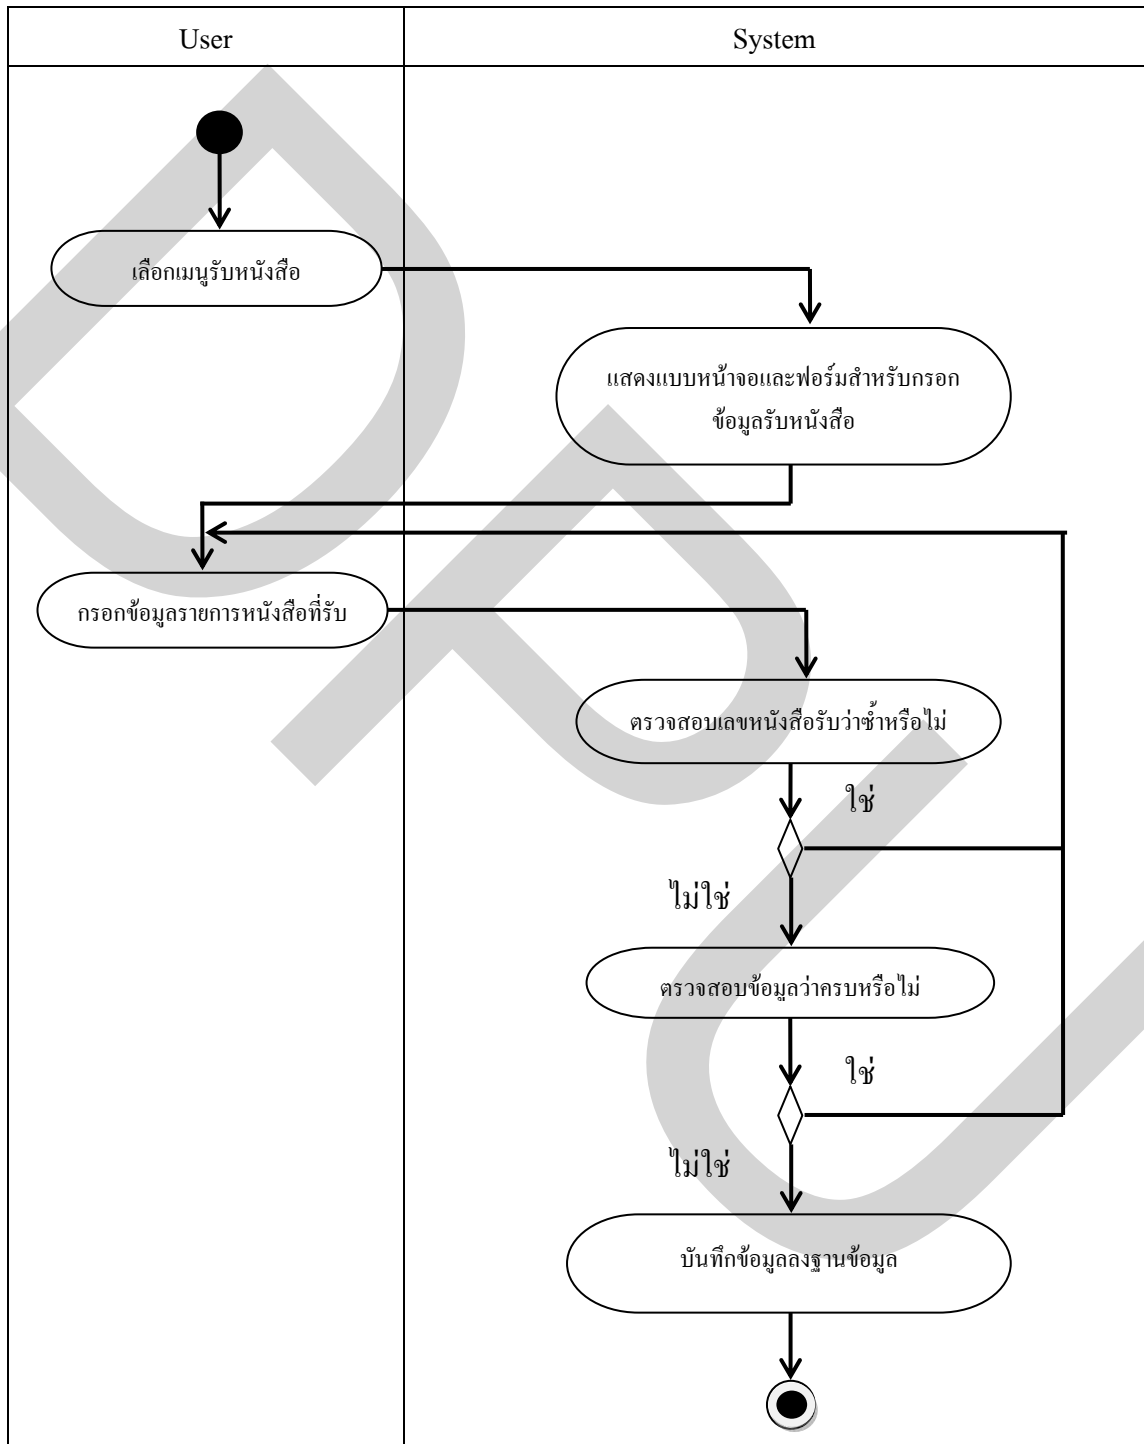 User
System
เลือกเมนูรับหนังสือ
แสดงแบบหน้าจอและฟอร์มสำหรับกรอก
ข้อมูลรับหนังสือ
กรอกข้อมูลรายการหนังสือที่รับ
ตรวจสอบเลขหนังสือรับว่าซ้ำหรือไม่
ใช่
ไม่ใช่
ตรวจสอบข้อมูลว่าครบหรือไม่
ใช่
ไม่ใช่
บันทึกข้อมูลลงฐานข้อมูล
DPU